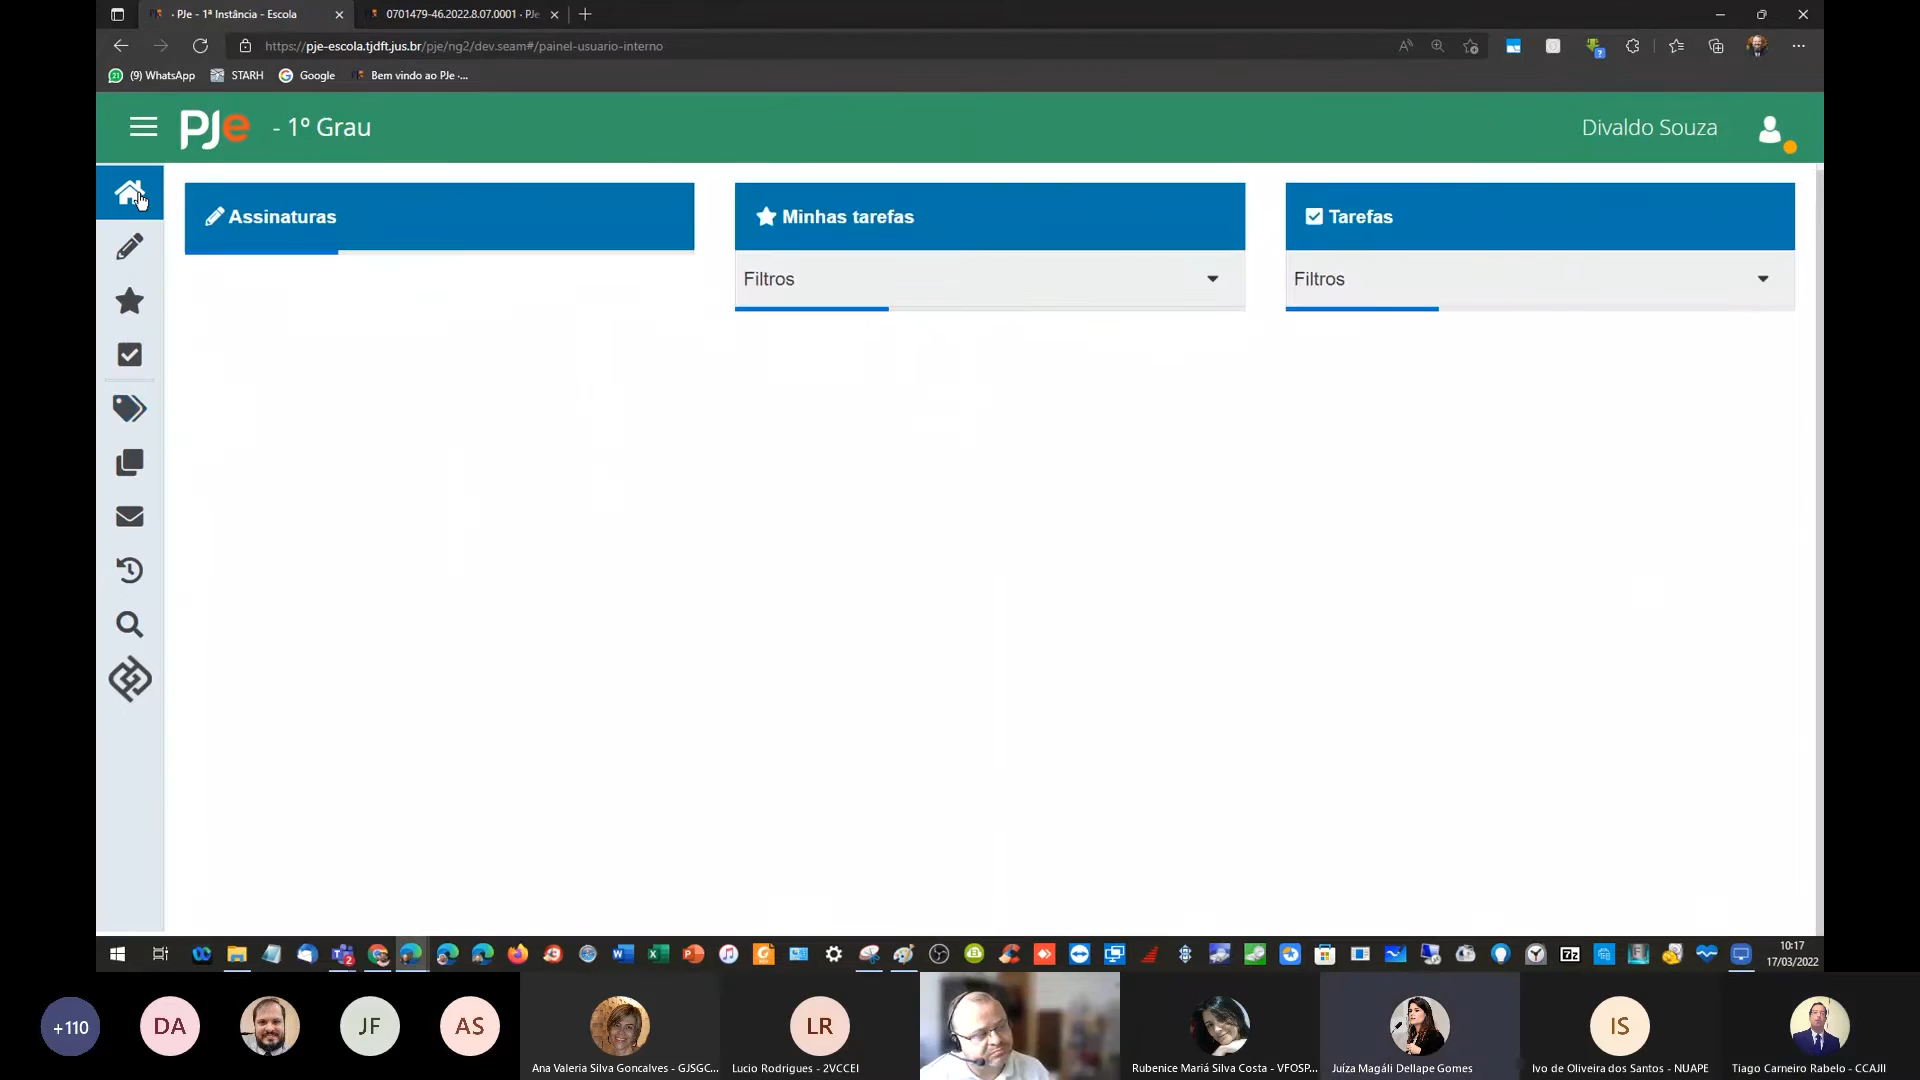 PJe - 1ª Instância - Escola
0701479-46.2022.8.07.0001 · PJe
https://pje-escola.tjdft.jus.br/pje/ng2/dev.seam#/painel-usuario-interno
(9) WhatsApp
STARH
Google
Bem vindo ao PJe ·...
PJe - 1º Grau
Divaldo Souza
Assinaturas
Minhas tarefas
Tarefas
Filtros
Filtros
10:17
17/03/2022
+110
DA
JF
AS
LR
IS
Ana Valeria Silva Goncalves - GJSGC...
Lucio Rodrigues - 2VCCEI
Rubenice Mariá Silva Costa - VFOSP...
Juíza Magáli Dellape Gomes
Ivo de Oliveira dos Santos - NUAPE
Tiago Carneiro Rabelo - CCAJII